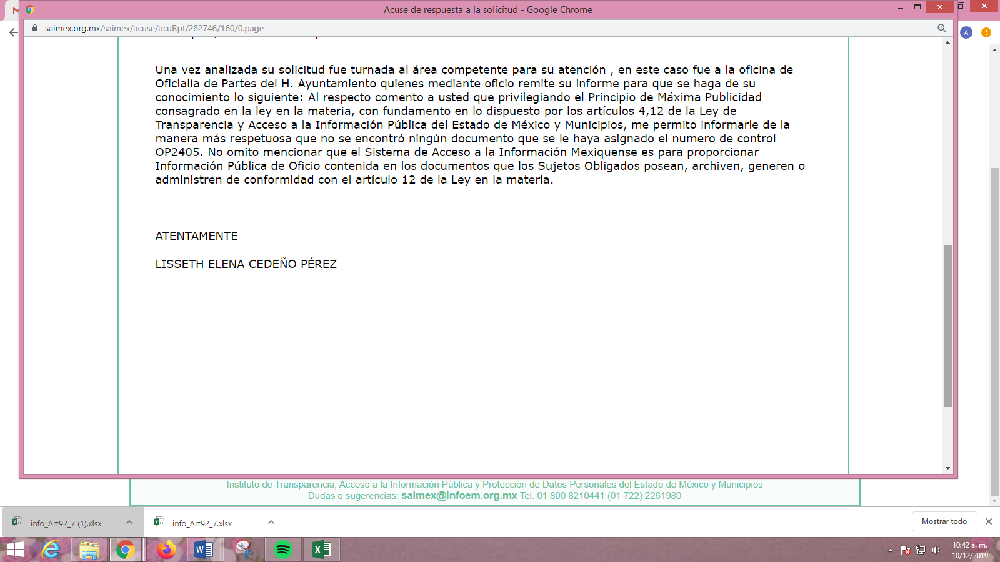 Acuse de respuesta a la solicitud - Google Chrome
saimex.org.mx/saimex/acuse/acuRpt/282746/160/0.page
A
Una vez analizada su solicitud fue turnada al área competente para su atención , en este caso fue a la oficina de
Oficialía de Partes del H. Ayuntamiento quienes mediante oficio remite su informe para que se haga de su
conocimiento lo siguiente: Al respecto comento a usted que privilegiando el Principio de Máxima Publicidad
consagrado en la ley en la materia, con fundamento en lo dispuesto por los artículos 4,12 de la Ley de
Transparencia y Acceso a la Información Pública del Estado de México y Municipios, me permito informarle de la
manera más respetuosa que no se encontró ningún documento que se le haya asignado el numero de control
OP2405. No omito mencionar que el Sistema de Acceso a la Información Mexiquense es para proporcionar
Información Pública de Oficio contenida en los documentos que los Sujetos Obligados posean, archiven, generen o
administren de conformidad con el artículo 12 de la Ley en la materia.
ATENTAMENTE
LISSETH ELENA CEDEÑO PÉREZ
Instituto de Transparencia, Acceso a la Información Pública y Protección de Datos Personales del Estado de México y Municipios
Dudas o sugerencias: saimex@infoem.org.mx Tel. 01 800 8210441 (01 722) 2261980
info_Art92_7 (1).xlsx
info_Art92_7.xlsx
Mostrar todo
10:42 a. m.
10/12/2019